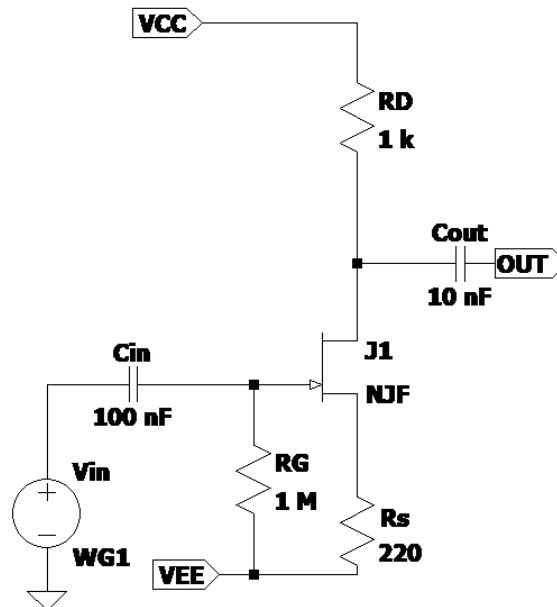 VCC
RD
1 k
Cout
OUT
10 nF
Cin
J1
100 nF
NJF
Vin
RG
1 M
Rs
WG1
VEE
220